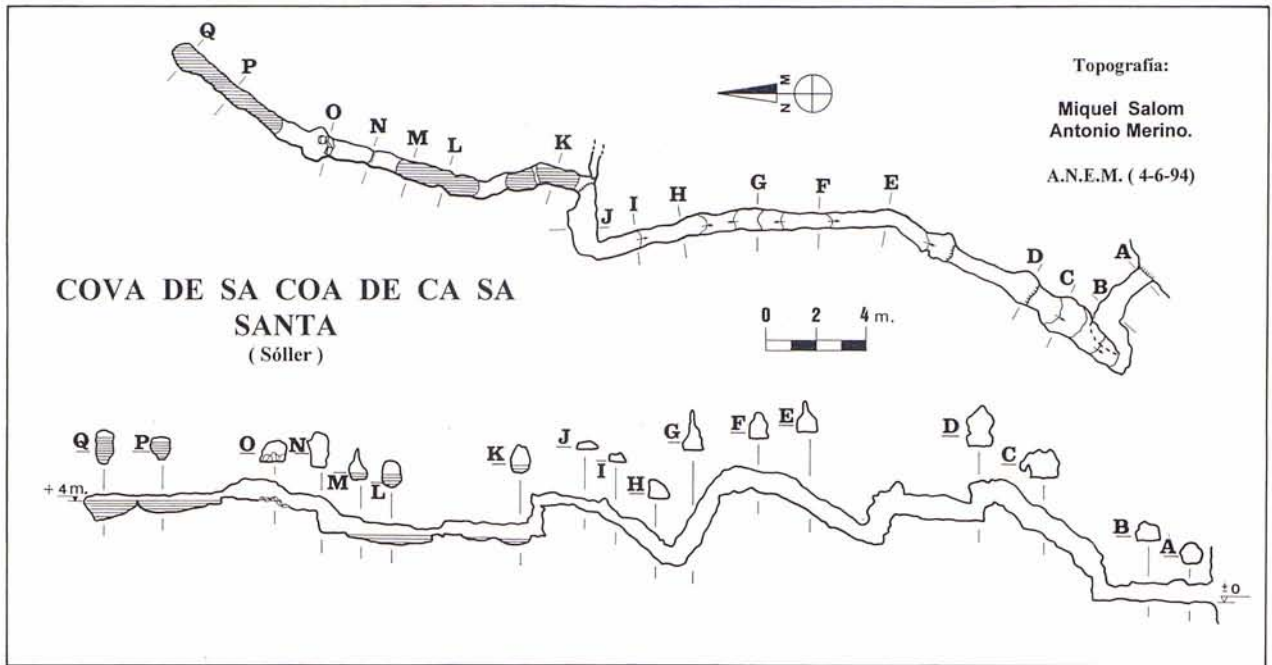 Q
P
O
N
M
L
K
J
I
H
G
F
E
D
C
B
A
N
M
Topografía:
Miquel Salom
Antonio Merino.
A.N.E.M. ( 4-6-94)
COVA DE SA COA DE CA SA
SANTA
( Sóller )
0 2 4 m.
Q
P
O
N
M
L
K
J
I
H
G
F
E
D
C
B
A
+ 4 m.
±0